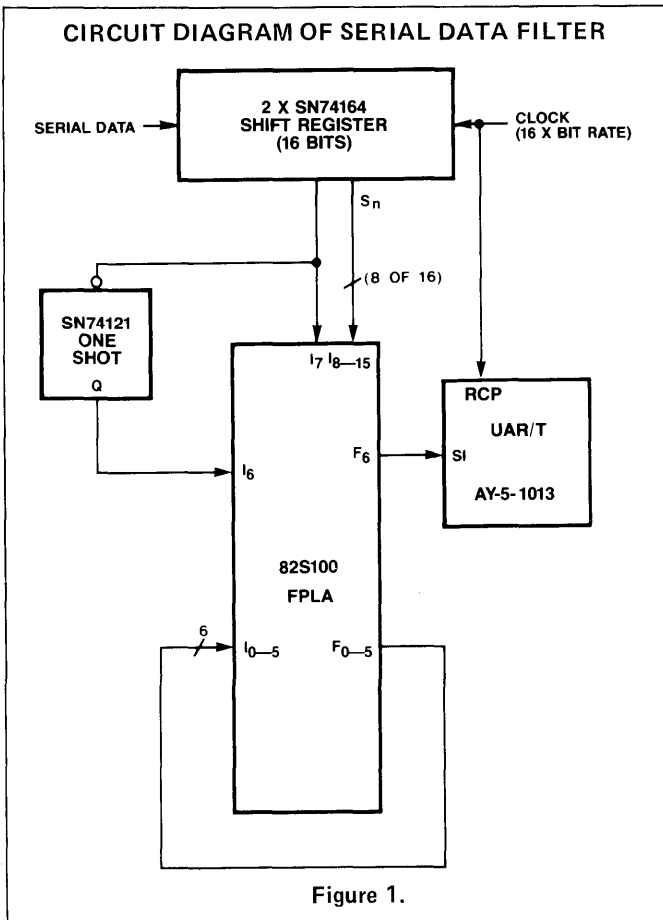 CIRCUIT DIAGRAM OF SERIAL DATA FILTER
2 X SN74164
SHIFT REGISTER
(16 BITS)
SERIAL DATA
CLOCK
(16 X BIT RATE)
Sn
(8 OF 16)
SN74121
ONE
SHOT
Q
I7 I8—15
RCP
UAR/T
SI
AY-5-1013
F6
I6
82S100
FPLA
6
I0—5
F0—5
Figure 1.